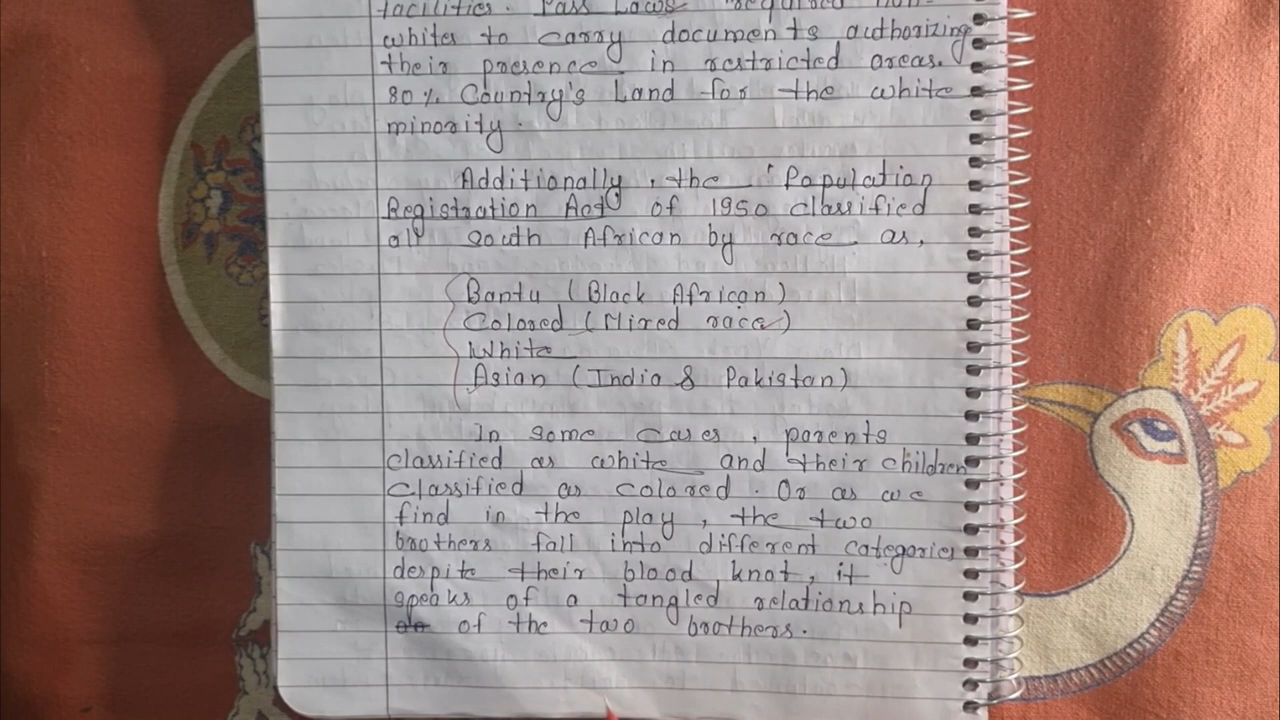 facilities. Pass Laws required non-
whites to carry documents authorizing
their presence in restricted areas.
80% Country's Land for the white
minority.
Additionally, the 'Population
Registration Act' of 1950 classified
all South African by race as,
Bantu (Black African)
Colored (Mixed race)
White
Asian (India & Pakistan)
In some cases, parents
classified as white and their children
classified as colored. Or as we
find in the play, the two
brothers fall into different categories
despite their blood knot, it
speaks of a tangled relationship
of the two brothers.